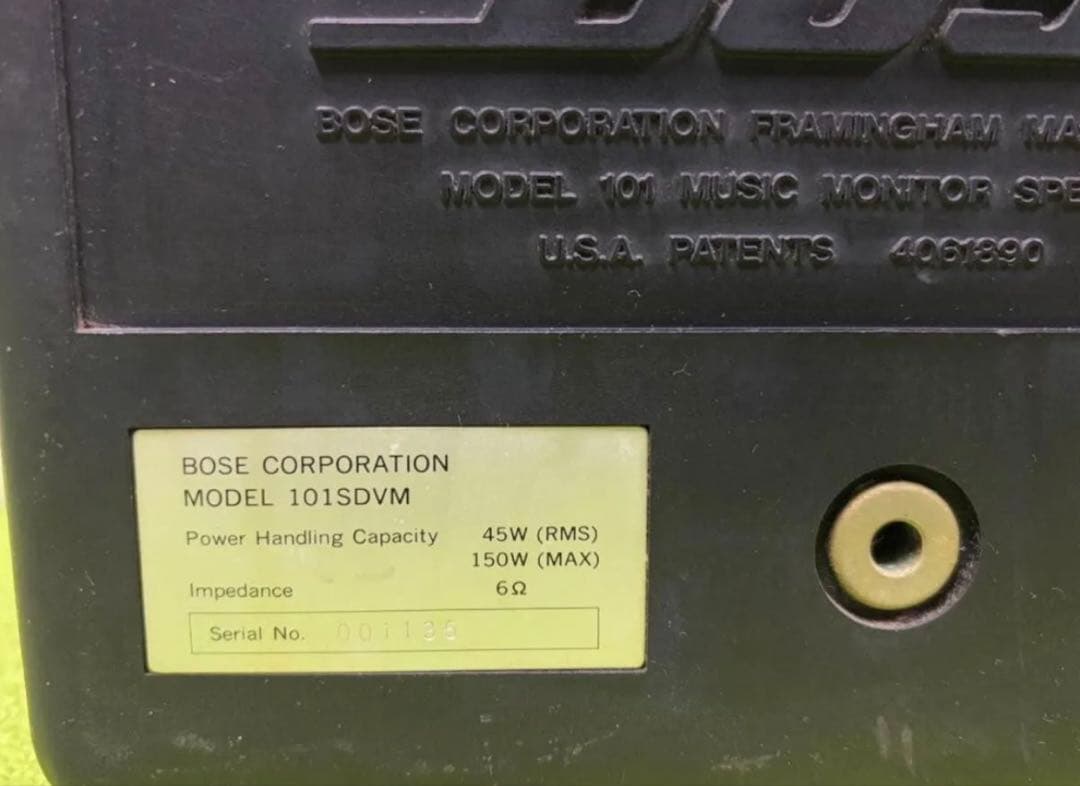 BOSE CORPORATION FRAMINGHAM
MODEL 101 MUSIC MONITOR
U.S.A. PATENTS 4061890
BOSE CORPORATION
MODEL 101SDVM
Power Handling Capacity 45W (RMS)
150W (MAX)
Impedance 6Ω
Serial No. 001135